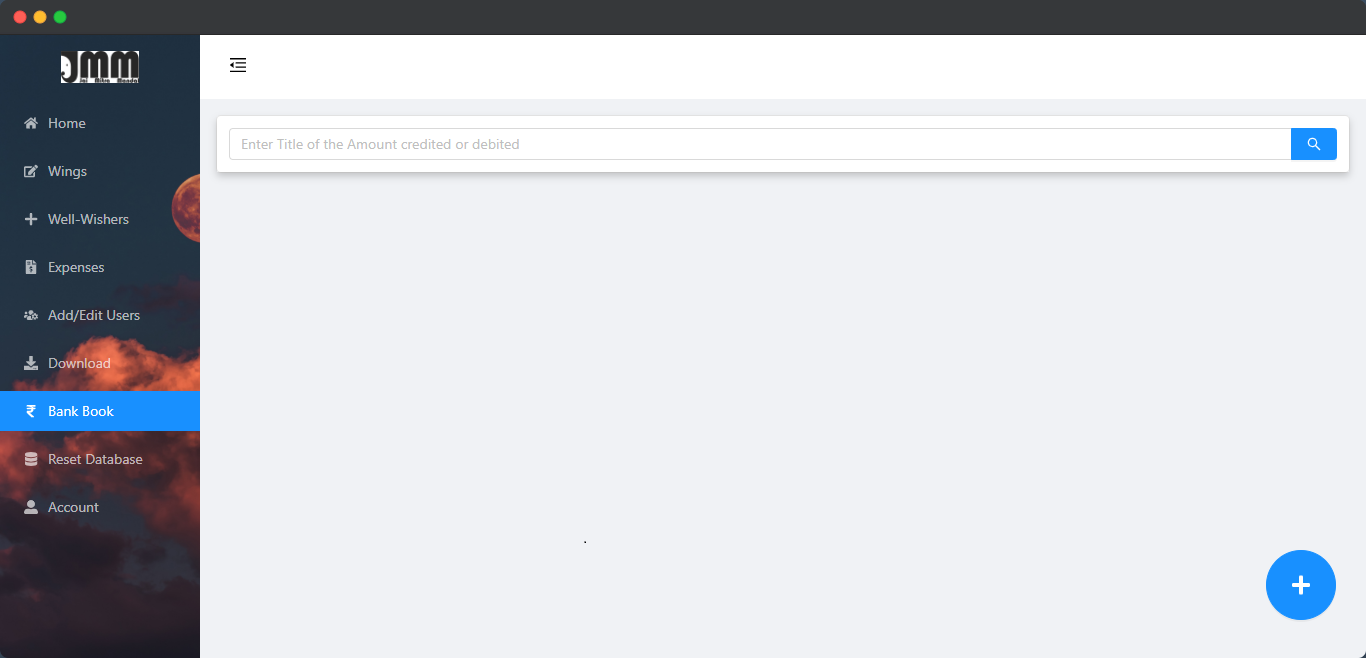 JMM
Home
Wings
Well-Wishers
Expenses
Add/Edit Users
Download
Bank Book
Reset Database
Account
Enter Title of the Amount credited or debited